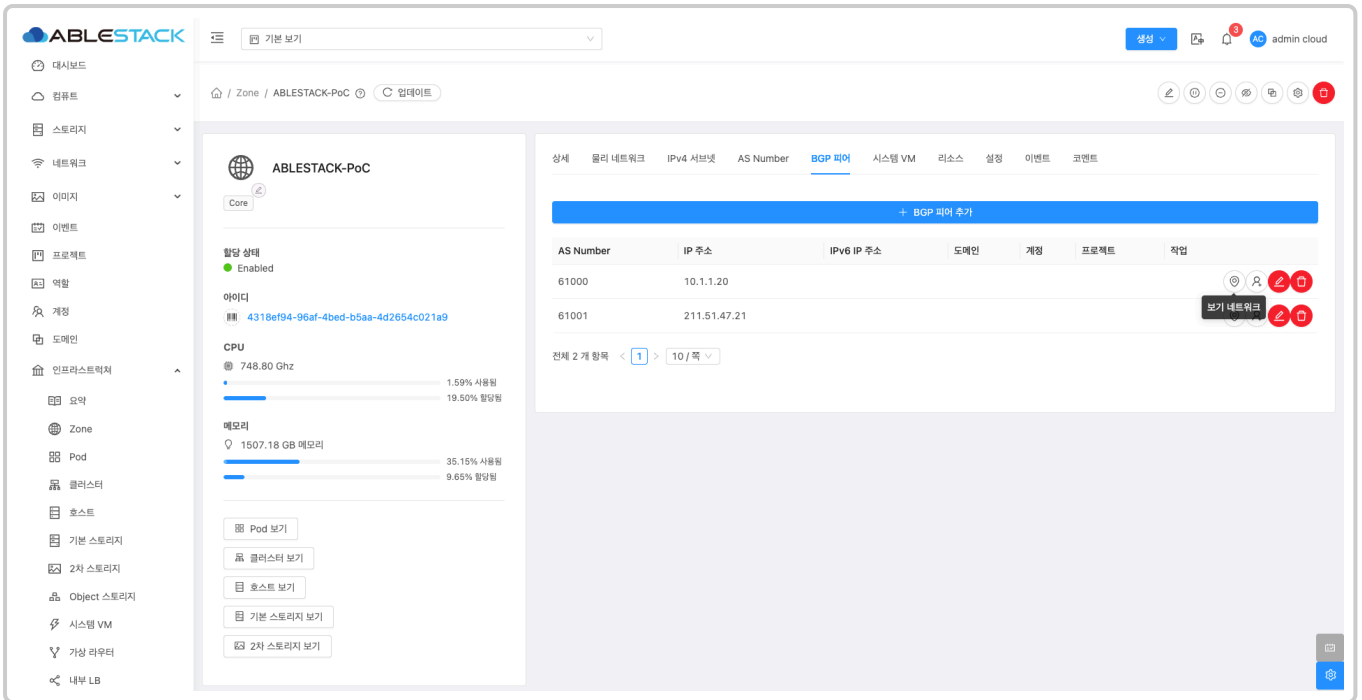 ABLESTACK
기본 보기
생성
3
AC
admin cloud
대시보드
컴퓨트
스토리지
네트워크
이미지
이벤트
프로젝트
역할
계정
도메인
인프라스트럭쳐
요약
Zone
Pod
클러스터
호스트
기본 스토리지
2차 스토리지
Object 스토리지
시스템 VM
가상 라우터
내부 LB
/ Zone / ABLESTACK-PoC
업데이트
ABLESTACK-PoC
Core
할당 상태
Enabled
아이디
4318ef94-96af-4bed-b5aa-4d2654c021a9
CPU
748.80 Ghz
1.59% 사용됨
19.50% 할당됨
메모리
1507.18 GB 메모리
35.15% 사용됨
9.65% 할당됨
Pod 보기
클러스터 보기
호스트 보기
기본 스토리지 보기
2차 스토리지 보기
상세 물리 네트워크 IPv4 서브넷 AS Number BGP 피어 시스템 VM 리소스 설정 이벤트 코멘트
+ BGP 피어 추가
AS Number IP 주소 IPv6 IP 주소 도메인 계정 프로젝트 작업
61000 10.1.1.20
보기 네트워크
61001 211.51.47.21
전체 2 개 항목 < 1 > 10 / 쪽